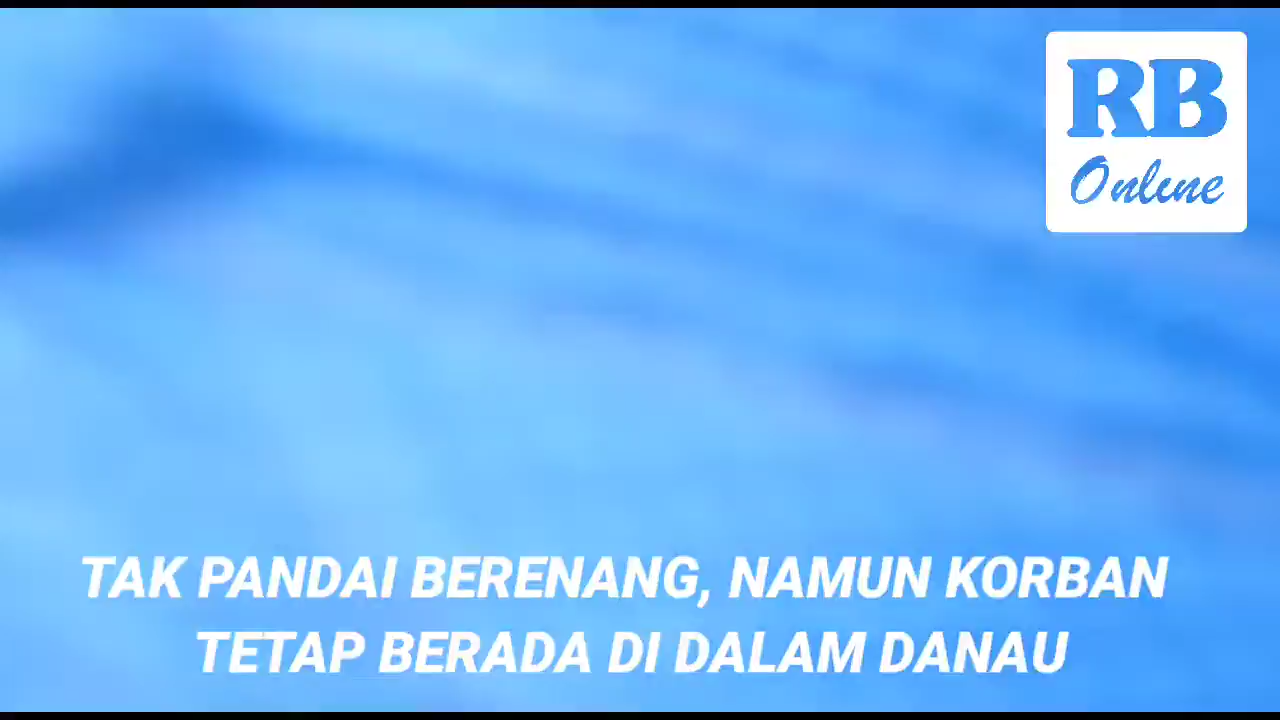 RB
Online
TAK PANDAI BERENANG, NAMUN KORBAN
TETAP BERADA DI DALAM DANAU